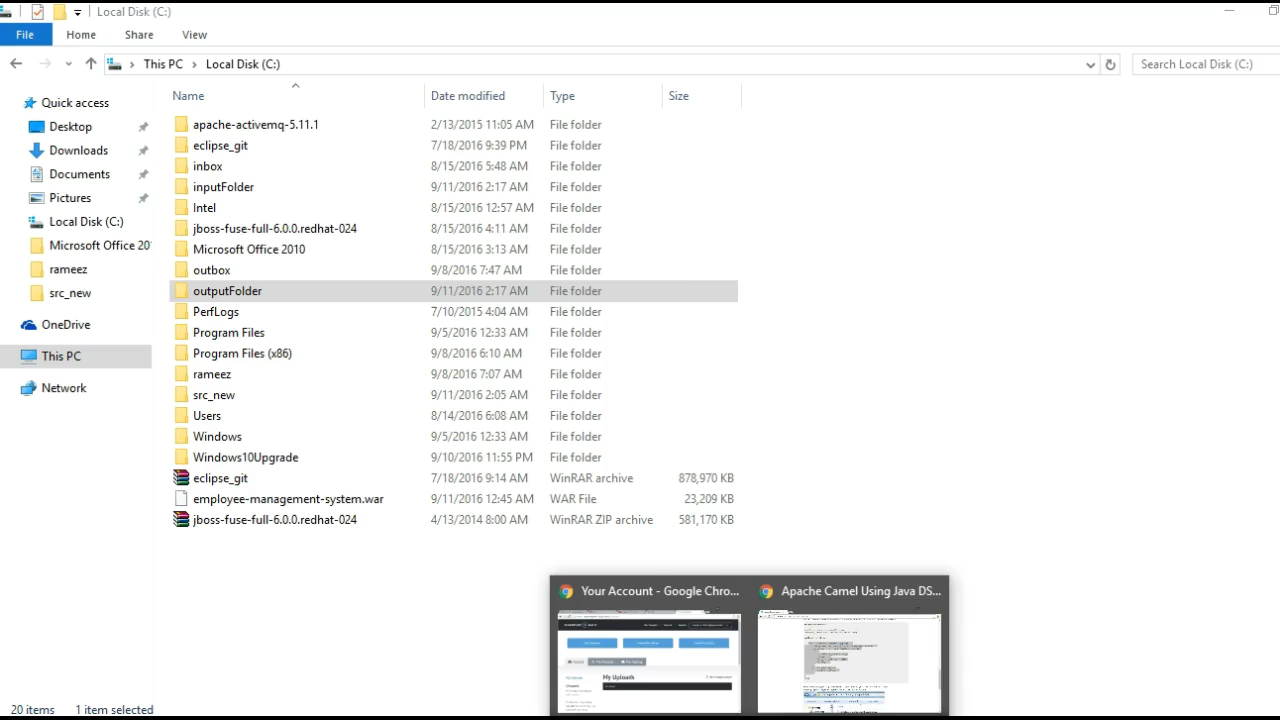 Local Disk (C:)
File Home Share View
This PC Local Disk (C:) Search Local Disk (C:)
Name Date modified Type Size
Quick access
Desktop
Downloads
Documents
Pictures
Local Disk (C:)
Microsoft Office 20
rameez
src_new
OneDrive
This PC
Network
apache-activemq-5.11.1 2/13/2015 11:05 AM File folder
eclipse_git 7/18/2016 9:39 PM File folder
inbox 8/15/2016 5:48 AM File folder
inputFolder 9/11/2016 2:17 AM File folder
Intel 8/15/2016 12:57 AM File folder
jboss-fuse-full-6.0.0.redhat-024 8/15/2016 4:11 AM File folder
Microsoft Office 2010 8/15/2016 3:13 AM File folder
outbox 9/8/2016 7:47 AM File folder
outputFolder 9/11/2016 2:17 AM File folder
PerfLogs 7/10/2015 4:04 AM File folder
Program Files 9/5/2016 12:33 AM File folder
Program Files (x86) 9/8/2016 6:10 AM File folder
rameez 9/8/2016 7:07 AM File folder
src_new 9/11/2016 2:05 AM File folder
Users 8/14/2016 6:08 AM File folder
Windows 9/5/2016 12:33 AM File folder
Windows10Upgrade 9/10/2016 11:55 PM File folder
eclipse_git 7/18/2016 9:14 AM WinRAR archive 878,970 KB
employee-management-system.war 9/11/2016 12:45 AM WAR File 23,209 KB
jboss-fuse-full-6.0.0.redhat-024 4/13/2014 8:00 AM WinRAR ZIP archive 581,170 KB
Your Account - Google Chro... Apache Camel Using Java DS...
My Uploads
20 items 1 item selected